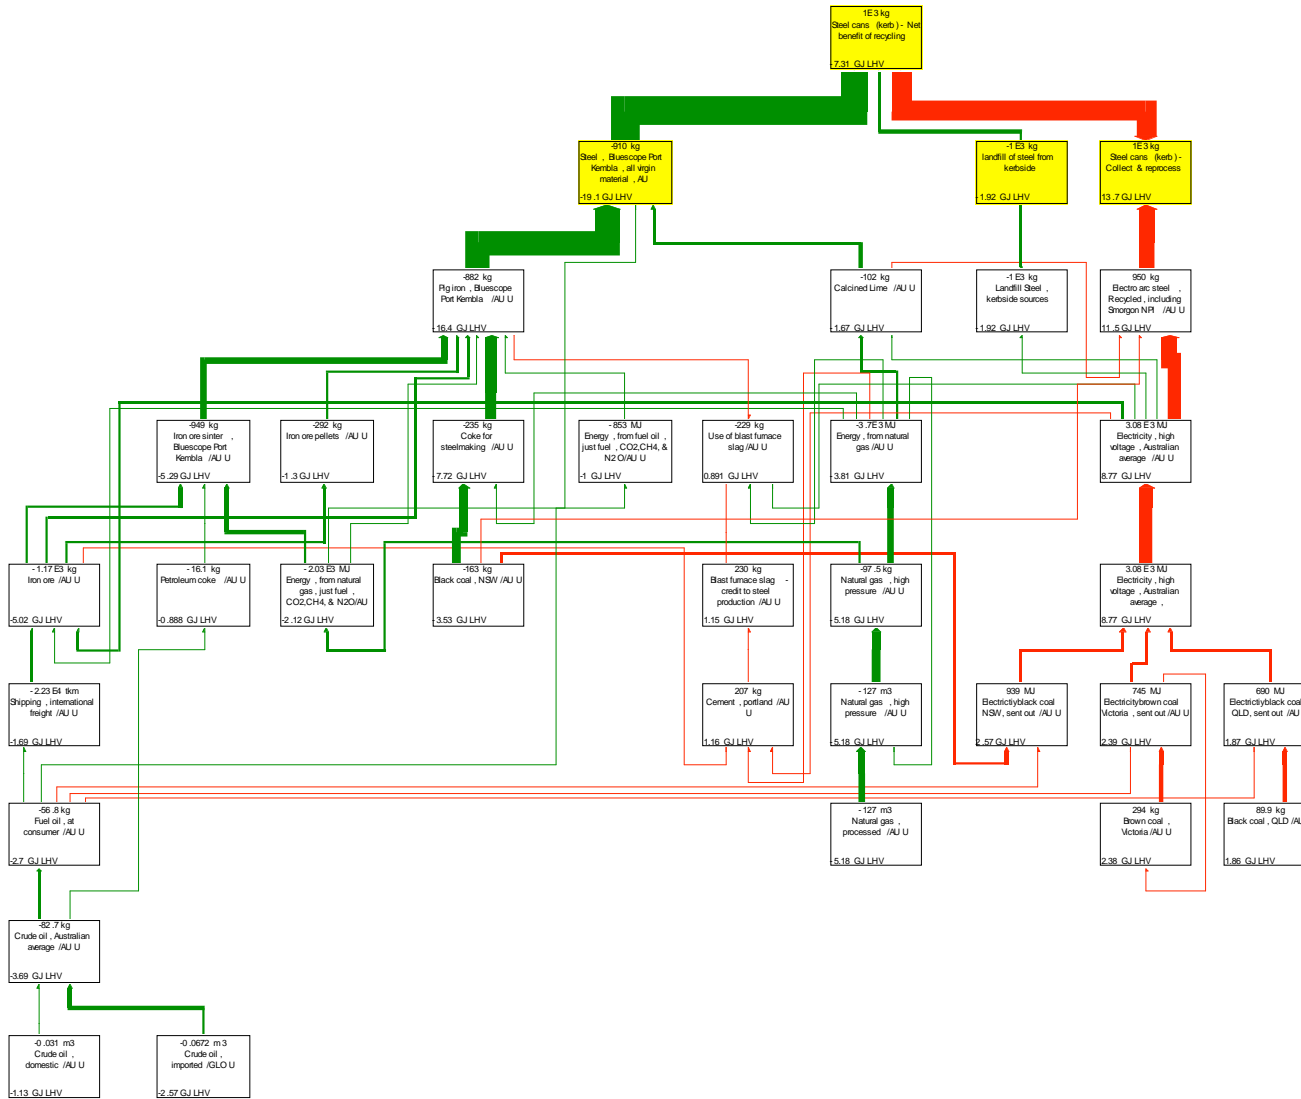 1E3 kg
Steel cans (kerb) - Net
benefit of recycling
-7.31 GJ LHV
-910 kg
Steel, Bluescope Port
Kembla, all virgin
material, AU
-19.1 GJ LHV
-1E3 kg
landfill of steel from
kerbside
-1.92 GJ LHV
1E3 kg
Steel cans (kerb) -
Collect & reprocess
13.7 GJ LHV
-882 kg
Pig iron, Bluescope
Port Kembla /AU U
-16.4 GJ LHV
-102 kg
Calcined Lime /AU U
-1.67 GJ LHV
-1E3 kg
Landfill Steel,
kerbside sources
-1.92 GJ LHV
950 kg
Electro arc steel,
Recycled, including
Smorgon NPI /AU U
11.5 GJ LHV
-949 kg
Iron ore sinter,
Bluescope Port
Kembla /AU U
-5.29 GJ LHV
-292 kg
Iron ore pellets /AU U
-1.3 GJ LHV
-235 kg
Coke for
steelmaking /AU U
-7.72 GJ LHV
-853 MJ
Energy, from fuel oil,
just fuel, CO2,CH4, &
N2O/AU U
-1 GJ LHV
-229 kg
Use of blast furnace
slag /AU U
0.891 GJ LHV
-3.7E3 MJ
Energy, from natural
gas /AU U
-3.81 GJ LHV
3.08E3 MJ
Electricity, high
voltage, Australian
average /AU U
8.77 GJ LHV
-1.17E3 kg
Iron ore /AU U
-5.02 GJ LHV
-16.1 kg
Petroleum coke /AU U
-0.888 GJ LHV
-2.03E3 MJ
Energy, from natural
gas, just fuel,
CO2,CH4, & N2O/AU
-2.12 GJ LHV
-163 kg
Black coal, NSW /AU U
-3.53 GJ LHV
230 kg
Blast furnace slag -
credit to steel
production /AU U
1.15 GJ LHV
-97.5 kg
Natural gas, high
pressure /AU U
-5.18 GJ LHV
3.08E3 MJ
Electricity, high
voltage, Australian
average,
8.77 GJ LHV
-2.23E4 tkm
Shipping, international
freight /AU U
-1.69 GJ LHV
207 kg
Cement, portland /AU
U
1.16 GJ LHV
-127 m3
Natural gas, high
pressure /AU U
-5.18 GJ LHV
939 MJ
Electrictiyblack coal
NSW, sent out /AU U
2.57 GJ LHV
745 MJ
Electricitybrown coal
Victoria, sent out /AU U
2.39 GJ LHV
690 MJ
Electrictiyblack coal
QLD, sent out /AU U
1.87 GJ LHV
-56.8 kg
Fuel oil, at
consumer /AU U
-2.7 GJ LHV
-127 m3
Natural gas,
processed /AU U
-5.18 GJ LHV
294 kg
Brown coal,
Victoria /AU U
2.38 GJ LHV
89.9 kg
Black coal, QLD /AU
1.86 GJ LHV
-82.7 kg
Crude oil, Australian
average /AU U
-3.69 GJ LHV
-0.031 m3
Crude oil,
domestic /AU U
-1.13 GJ LHV
-0.0672 m3
Crude oil,
imported /GLO U
-2.57 GJ LHV